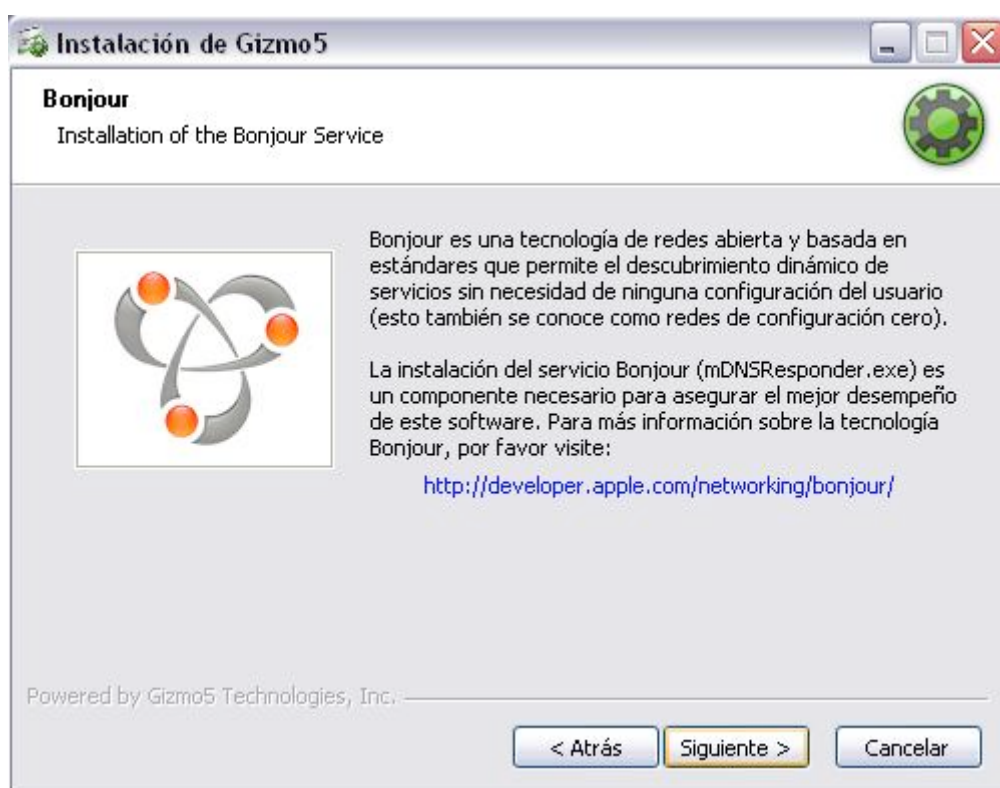 Instalación de Gizmo5
Bonjour
Installation of the Bonjour Service
Bonjour es una tecnología de redes abierta y basada en
estándares que permite el descubrimiento dinámico de
servicios sin necesidad de ninguna configuración del usuario
(esto también se conoce como redes de configuración cero).
La instalación del servicio Bonjour (mDNSResponder.exe) es
un componente necesario para asegurar el mejor desempeño
de este software. Para más información sobre la tecnología
Bonjour, por favor visite:
http://developer.apple.com/networking/bonjour/
Powered by Gizmo5 Technologies, Inc.
< Atrás
Siguiente >
Cancelar